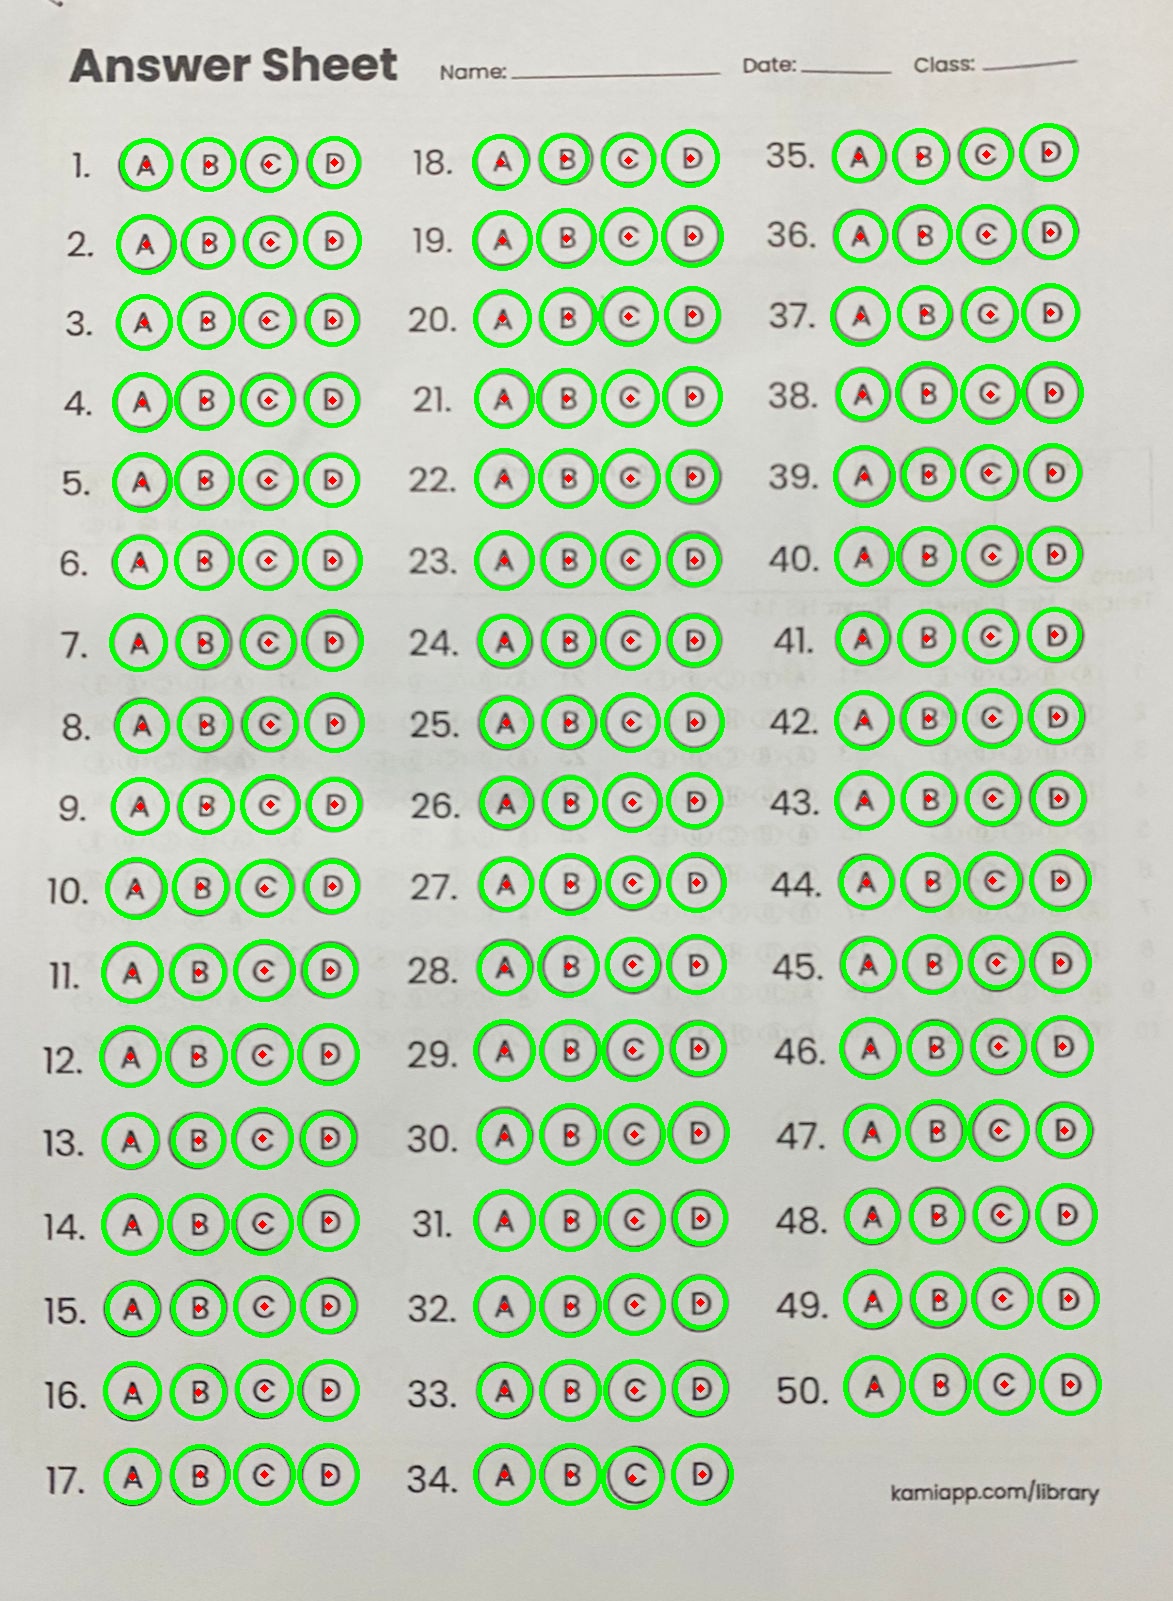 Answer Sheet Name: Date: Class:
1. A B C D
2. A B C D
3. A B C D
4. A B C D
5. A B C D
6. A B C D
7. A B C D
8. A B C D
9. A B C D
10. A B C D
11. A B C D
12. A B C D
13. A B C D
14. A B C D
15. A B C D
16. A B C D
17. A B C D
18. A B C D
19. A B C D
20. A B C D
21. A B C D
22. A B C D
23. A B C D
24. A B C D
25. A B C D
26. A B C D
27. A B C D
28. A B C D
29. A B C D
30. A B C D
31. A B C D
32. A B C D
33. A B C D
34. A B C D
35. A B C D
36. A B C D
37. A B C D
38. A B C D
39. A B C D
40. A B C D
41. A B C D
42. A B C D
43. A B C D
44. A B C D
45. A B C D
46. A B C D
47. A B C D
48. A B C D
49. A B C D
50. A B C D
kamiapp.com/library